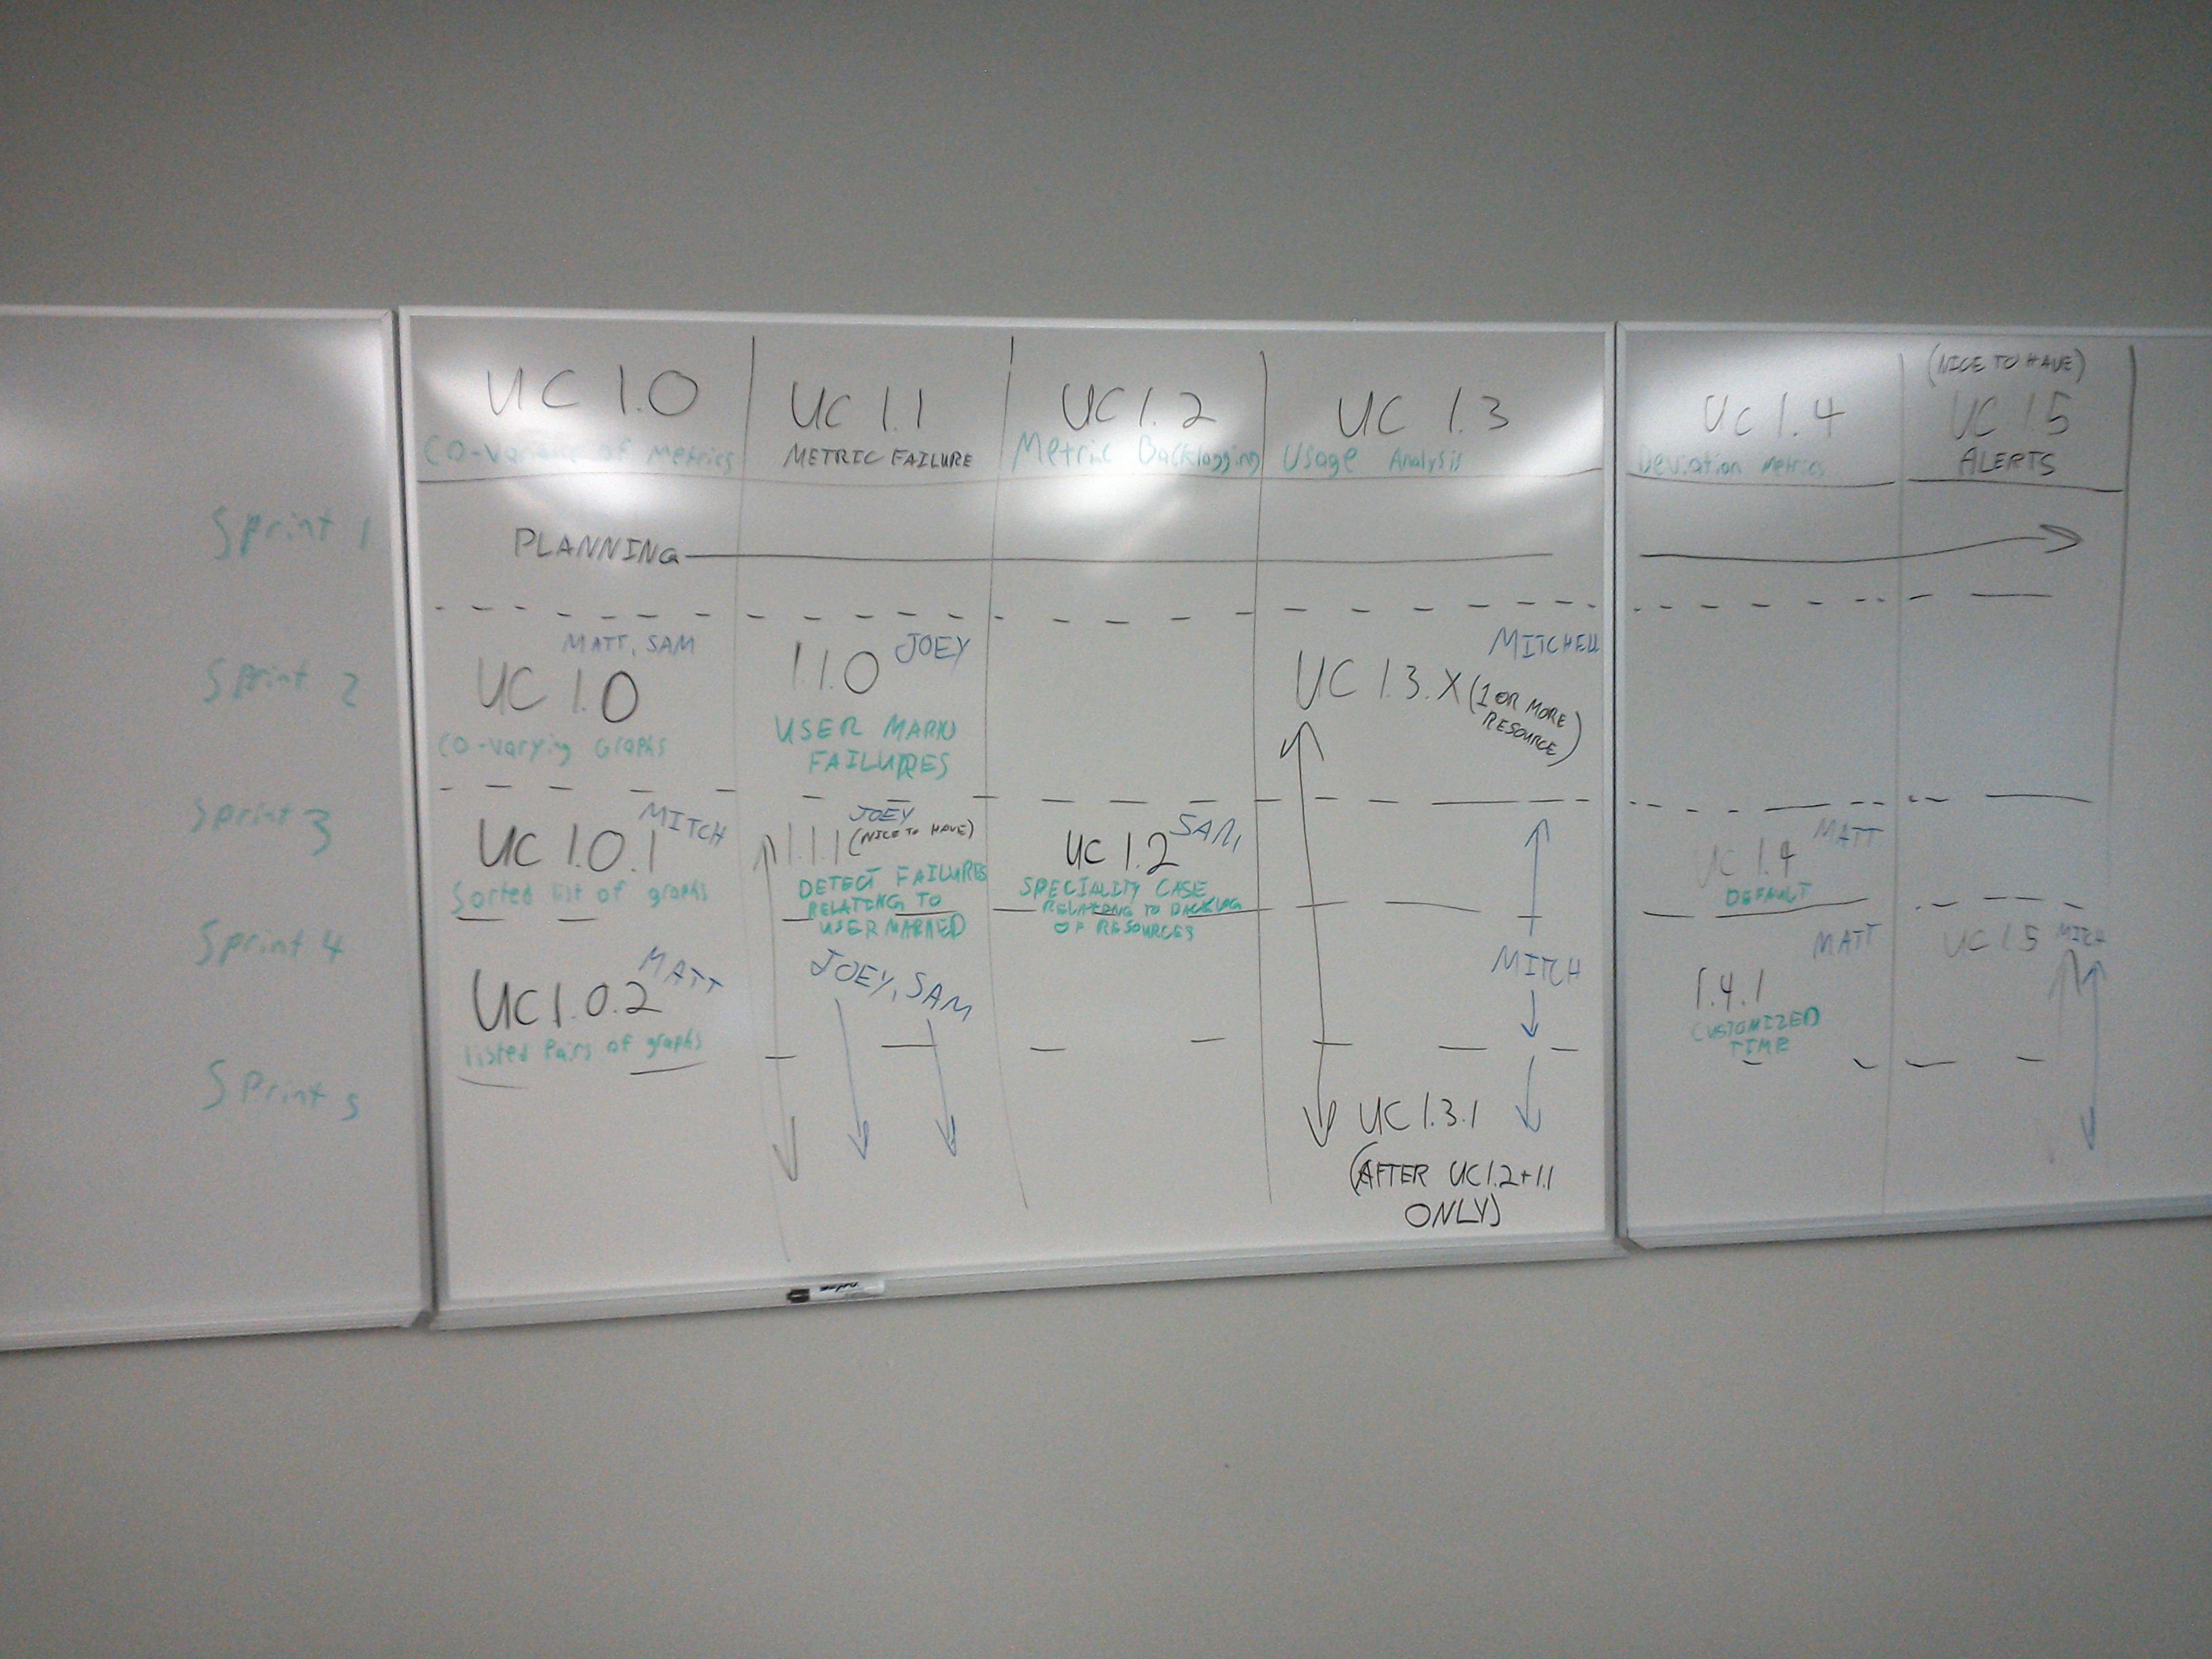 (NICE TO HAVE)
UC 1.0
UC 1.1
UC 1.2
UC 1.3
UC 1.4
UC 1.5
CO-Variance of Metrics
METRIC FAILURE
Metric Backlogging
Usage Analysis
Deviation Metrics
ALERTS
Sprint 1
PLANNING
Sprint 2
MATT, SAM
UC 1.0
CO-varying Graphs
JOEY
1.1.0
USER MARK
FAILURES
MITCHELL
UC 1.3.X (1 OR MORE
RESOURCE)
Sprint 3
MITCH
UC 1.0.1
Sorted list of graphs
JOEY
1.1.1 (NICE TO HAVE)
DETECT FAILURES
RELATING TO
USER MARKED
SAM
UC 1.2
SPECIALITY CASE
RELATING TO BACKLOG
OF RESOURCES
MATT
UC 1.4
DEFAULT
Sprint 4
MATT
UC 1.0.2
listed Pairs of graphs
JOEY, SAM
MITCH
MATT
1.4.1
CUSTOMIZED
TIME
UC 1.5 MITCH
Sprint 5
UC 1.3.1
(AFTER UC1.2+1.1
ONLY)